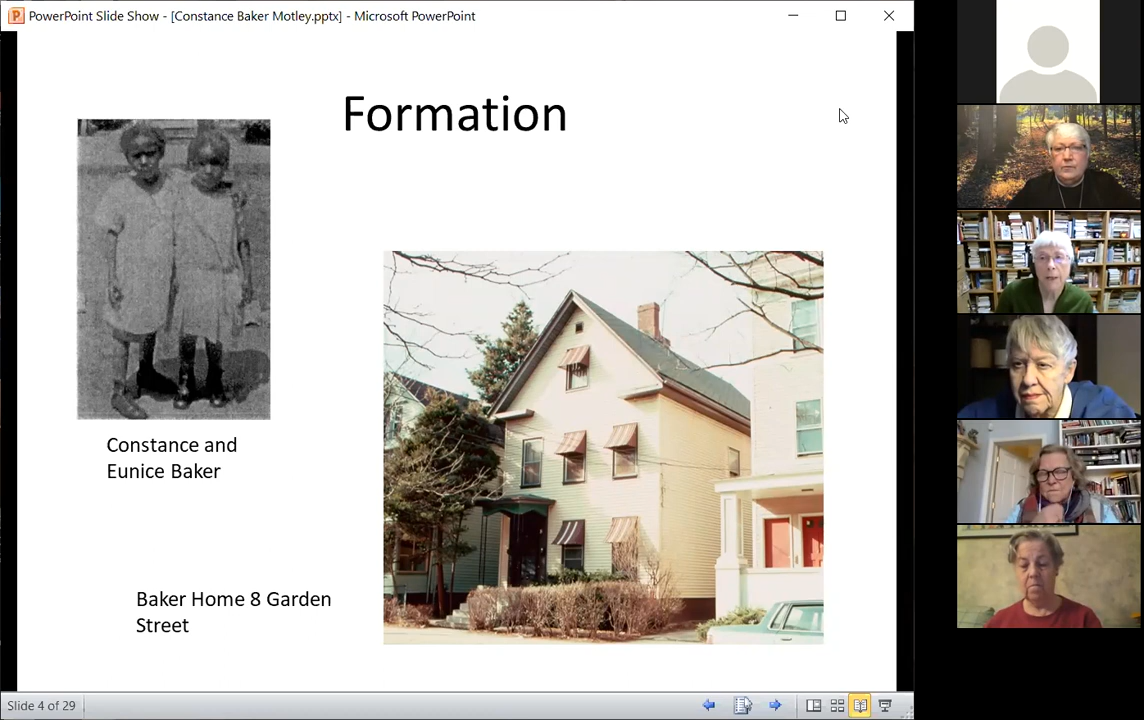 PowerPoint Slide Show - [Constance Baker Motley.pptx] - Microsoft PowerPoint
Formation
Constance and
Eunice Baker
Baker Home 8 Garden
Street
Slide 4 of 29